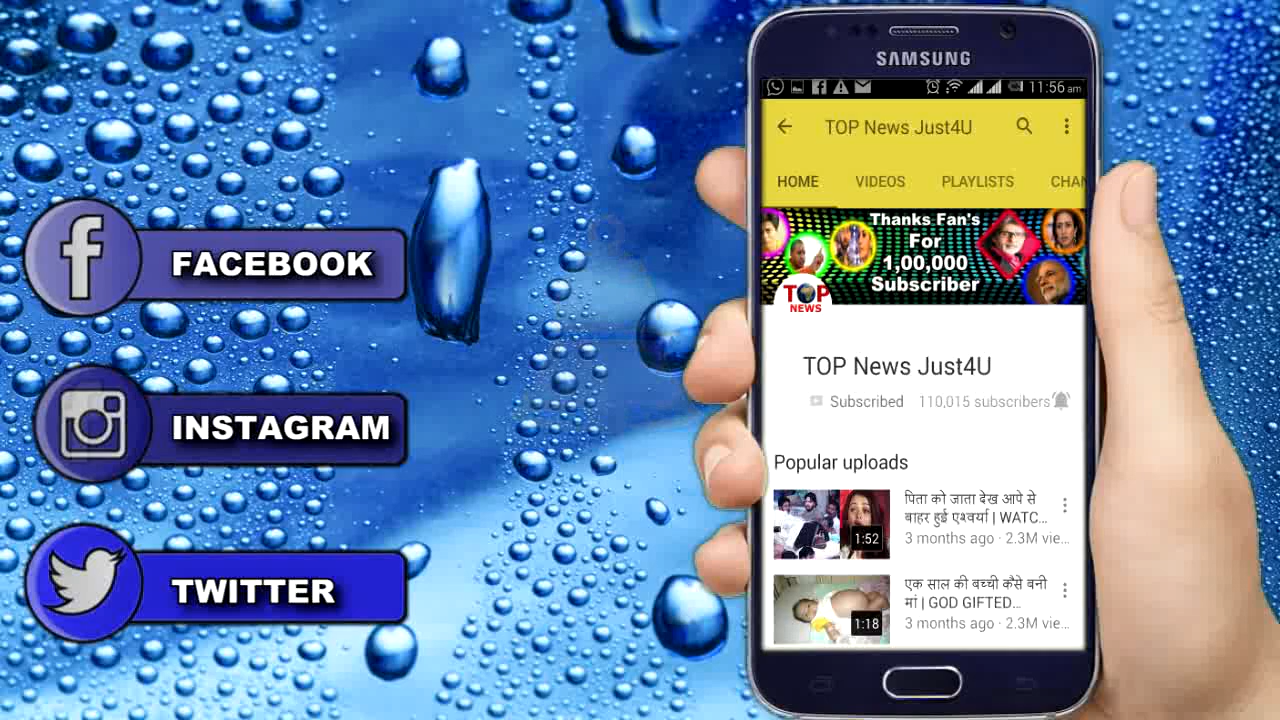 FACEBOOK
INSTAGRAM
TWITTER
SAMSUNG
11:56 am
TOP News Just4U
HOME VIDEOS PLAYLISTS CHAN
Thanks Fan's
For
1,00,000
Subscriber
TOP
NEWS
TOP News Just4U
Subscribed 110,015 subscribers
Popular uploads
पिता को जाता देख आपे से
बाहर हुई एश्वर्या | WATC...
3 months ago · 2.3M vie...
1:52
एक साल की बच्ची कैसे बनी
मां | GOD GIFTED...
3 months ago · 2.3M vie...
1:18